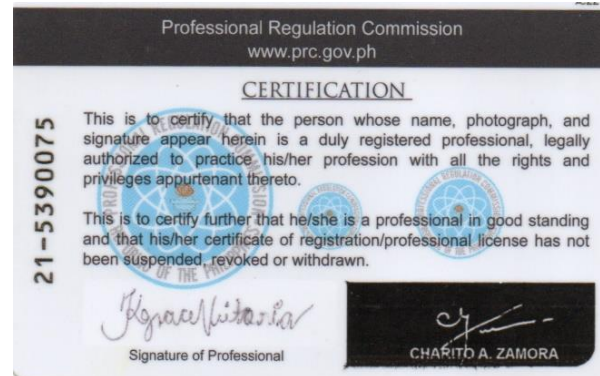 Professional Regulation Commission
www.prc.gov.ph
CERTIFICATION
21-5390075
This is to certify that the person whose name, photograph, and
signature appear herein is a duly registered professional, legally
authorized to practice his/her profession with all the rights and
privileges appurtenant thereto.
This is to certify further that he/she is a professional in good standing
and that his/her certificate of registration/professional license has not
been suspended, revoked or withdrawn.
Signature of Professional
CHARITO A. ZAMORA